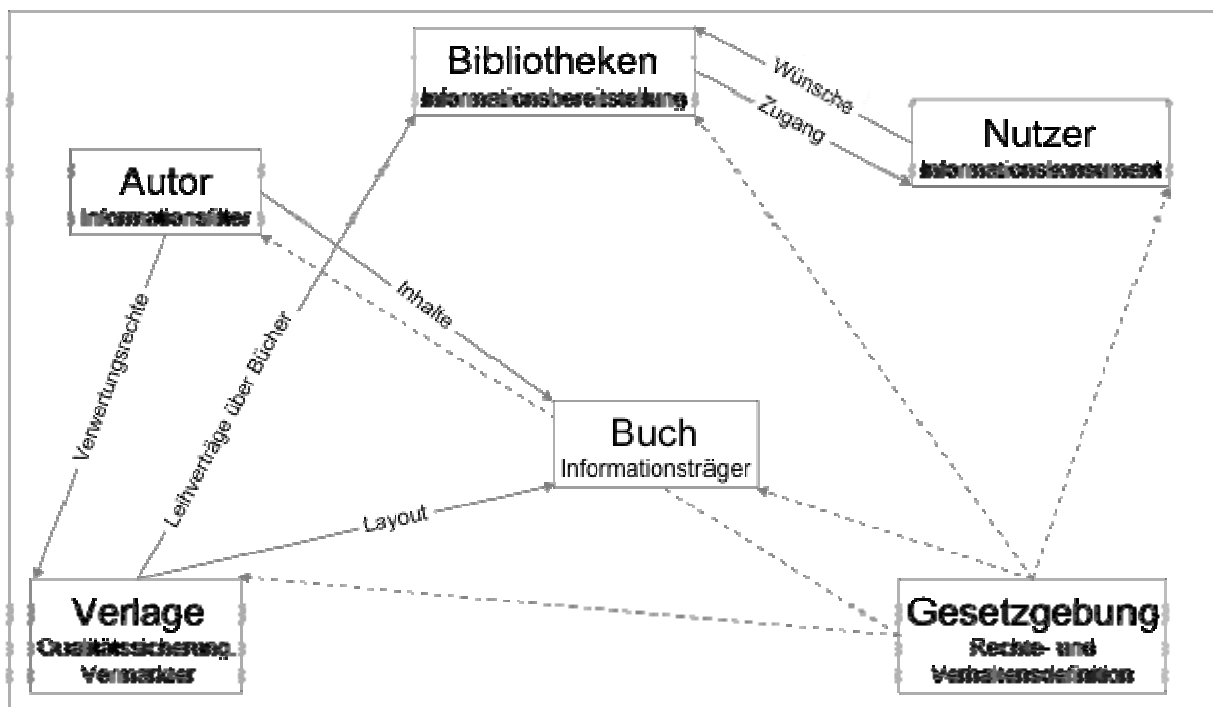 Bibliotheken
Informationsbereitstellung
Wünsche
Zugang
Nutzer
Informationskonsument
Autor
Informationsfilter
Inhalte
Verwertungsrechte
Leihverträge über Bücher
Buch
Informationsträger
Layout
Verlage
Qualitätssicherung,
Vermarkter
Gesetzgebung
Rechte- und
Verhaltensdefinition